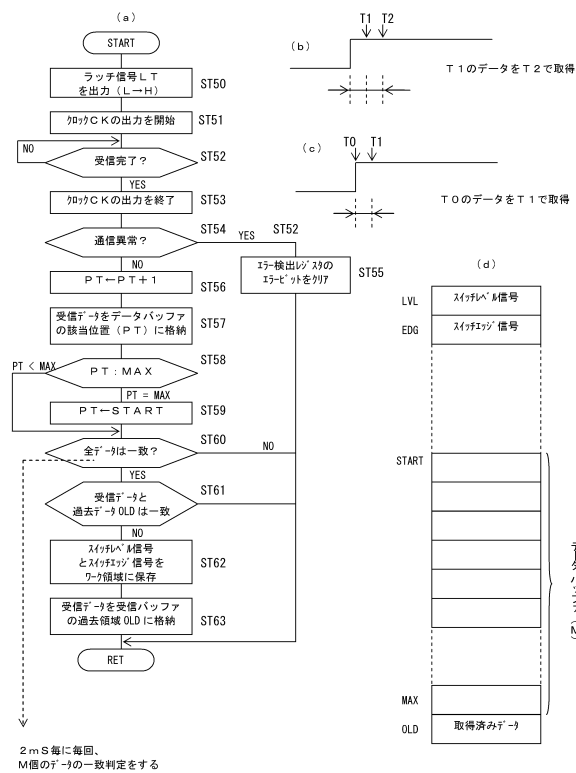 (a)
START
ラッチ信号ＬＴ
を出力（Ｌ→Ｈ）
ST50
ｸﾛｯｸＣＫの出力を開始
ST51
NO
受信完了？
ST52
YES
ｸﾛｯｸＣＫの出力を終了
ST53
通信異常？
ST54
YES
ST52
NO
ｴﾗｰ検出ﾚｼﾞｽﾀの
ｴﾗｰﾋﾞｯﾄをｸﾘｱ
ST55
ＰＴ←ＰＴ＋１
ST56
受信ﾃﾞｰﾀをﾃﾞｰﾀﾊﾞｯﾌｧ
の該当位置（ＰＴ）に格納
ST57
ST58
PT < MAX
ＰＴ：ＭＡＸ
PT = MAX
ＰＴ←ＳＴＡＲＴ
ST59
全ﾃﾞｰﾀは一致？
ST60
NO
YES
受信ﾃﾞｰﾀと
過去ﾃﾞｰﾀOLDは一致
ST61
NO
ｽｲｯﾁﾚﾍﾞﾙ信号
とｽｲｯﾁｴｯｼﾞ信号を
ﾜｰｸ領域に保存
ST62
受信ﾃﾞｰﾀを受信ﾊﾞｯﾌｧ
の過去領域OLDに格納
ST63
RET
２ｍＳ毎に毎回、
Ｍ個のﾃﾞｰﾀの一致判定をする
(b)
T1
T2
Ｔ１のﾃﾞｰﾀをＴ２で取得
(c)
T0
T1
Ｔ０のﾃﾞｰﾀをＴ１で取得
(d)
LVL
ｽｲｯﾁﾚﾍﾞﾙ信号
EDG
ｽｲｯﾁｴｯｼﾞ信号
START
MAX
OLD
取得済みﾃﾞｰﾀ